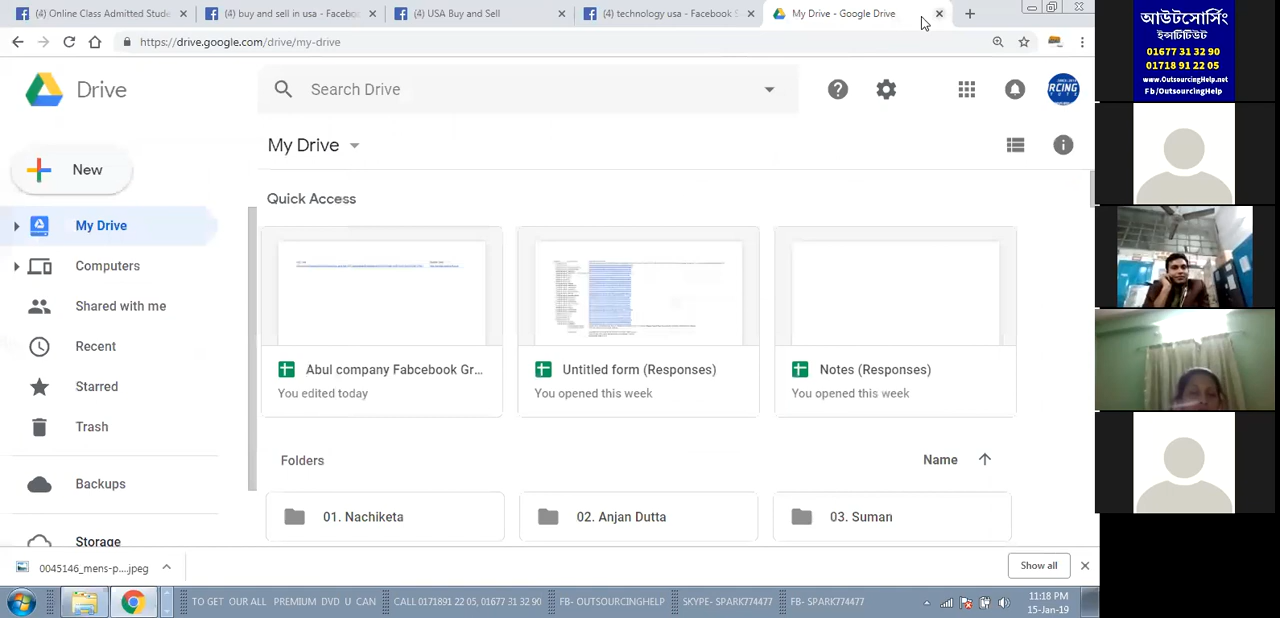 (4) Online Class Admitted Stude
(4) buy and sell in usa - Facebo
(4) USA Buy and Sell
(4) technology usa - Facebook S
My Drive - Google Drive
https://drive.google.com/drive/my-drive
Drive
Search Drive
RCING
My Drive
New
Quick Access
My Drive
Computers
Shared with me
Recent
Starred
Trash
Backups
Storage
Abul company Fabcebook Gr...
You edited today
Untitled form (Responses)
You opened this week
Notes (Responses)
You opened this week
Folders
Name
01. Nachiketa
02. Anjan Dutta
03. Suman
0045146_mens-p....jpeg
Show all
TO GET OUR ALL PREMIUM DVD U CAN
CALL 0171891 22 05, 01677 31 32 90
FB- OUTSOURCINGHELP
SKYPE- SPARK774477
FB- SPARK774477
11:18 PM
15-Jan-19
আউটসোর্সিং
ইন্সটিটিউট
01677 31 32 90
01718 91 22 05
www.OutsourcingHelp.net
Fb/OutsourcingHelp